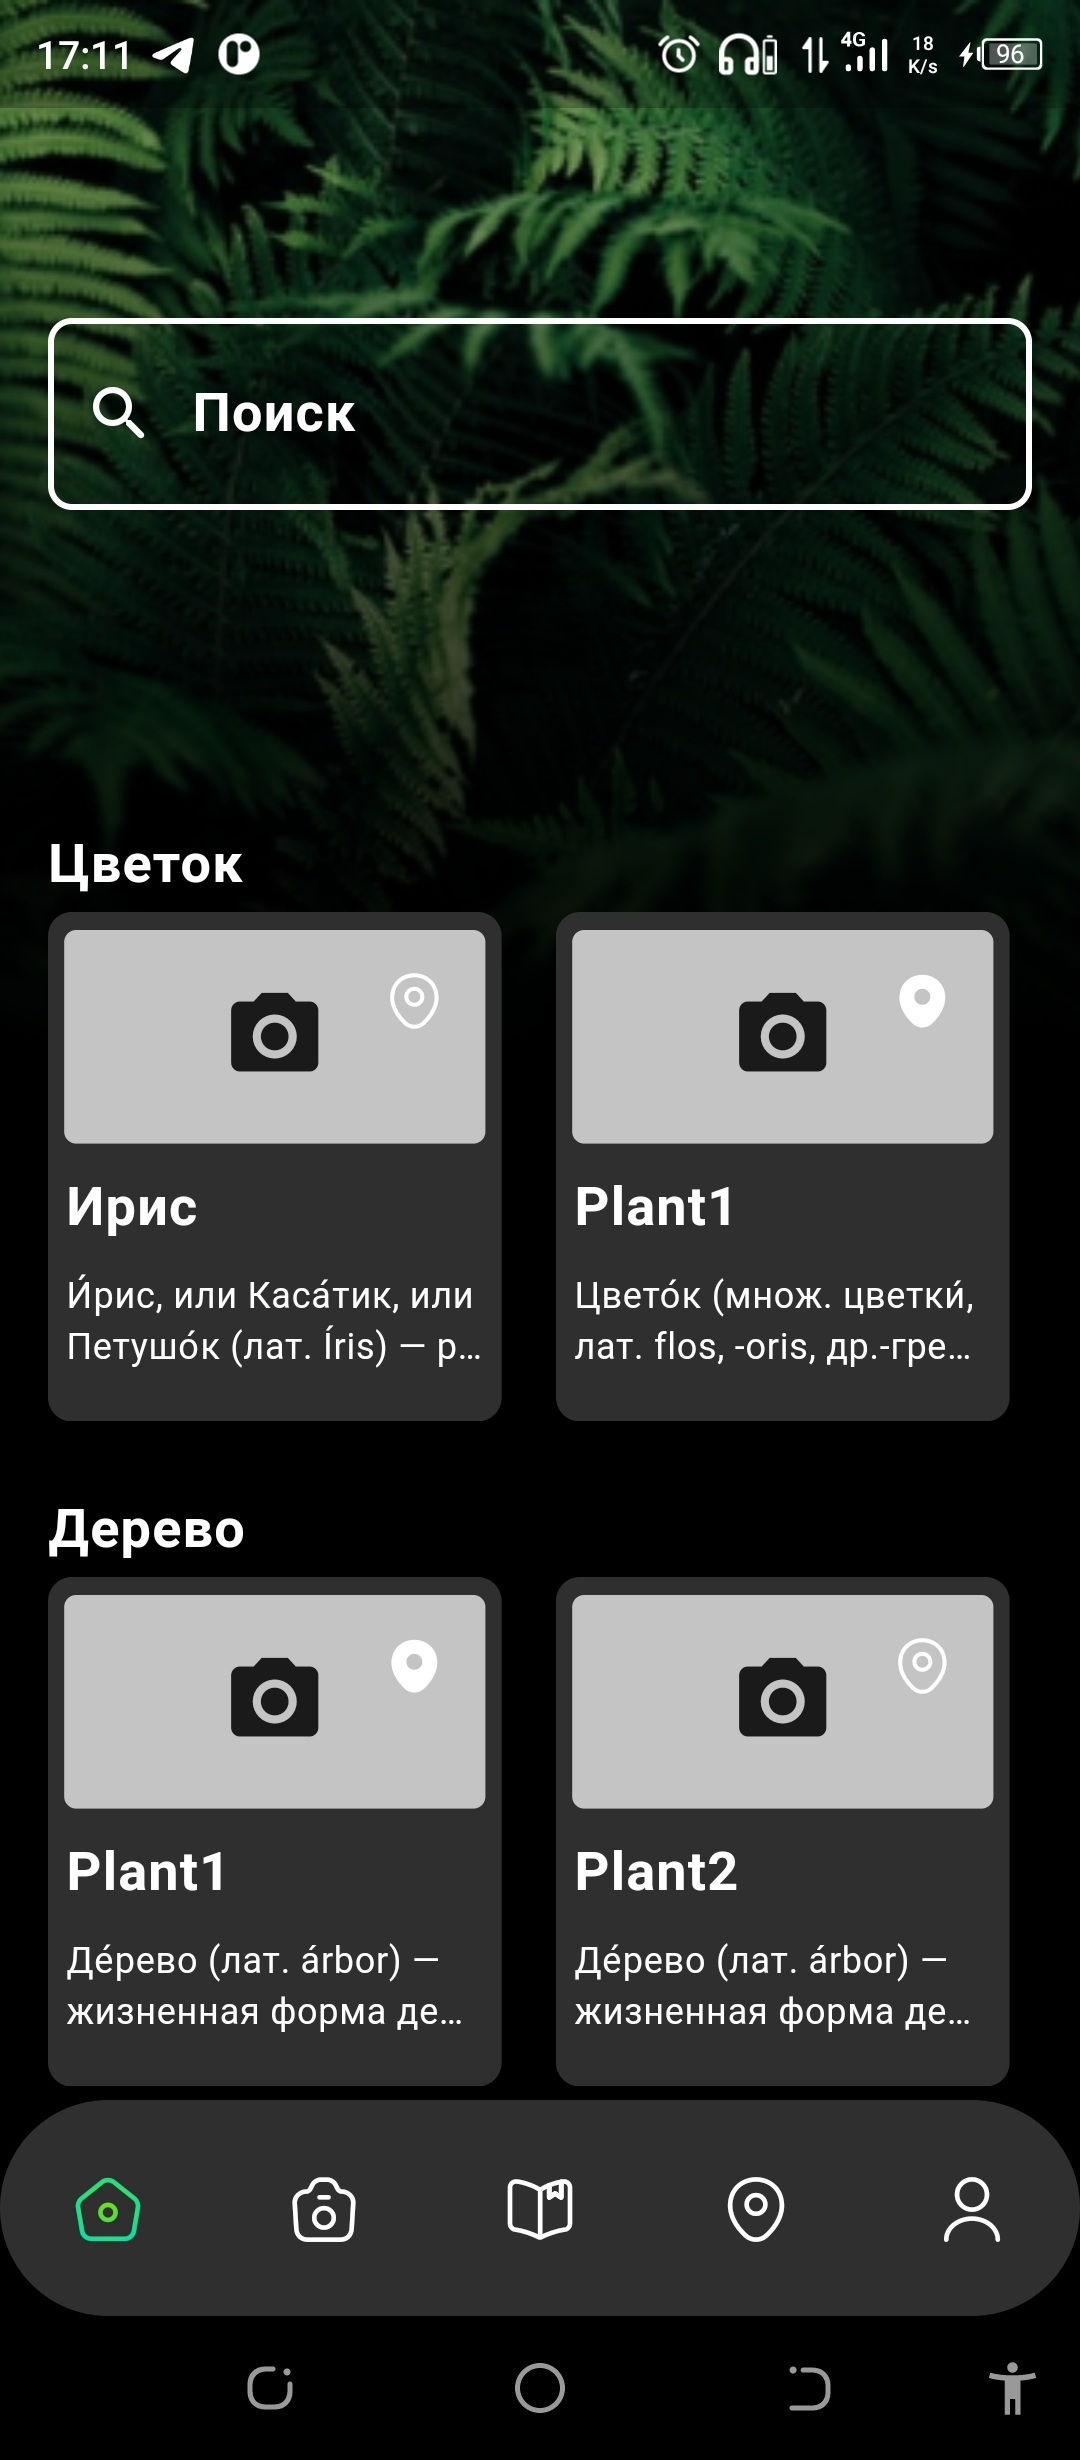 17:11
4G
18
K/s
96
Поиск
Цветок
Ирис
И́рис, или Каса́тик, или
Петушо́к (лат. Íris) — р…
Plant1
Цвето́к (множ. цветки́,
лат. flos, -oris, др.-гре…
Дерево
Plant1
Де́рево (лат. árbor) —
жизненная форма де…
Plant2
Де́рево (лат. árbor) —
жизненная форма де…